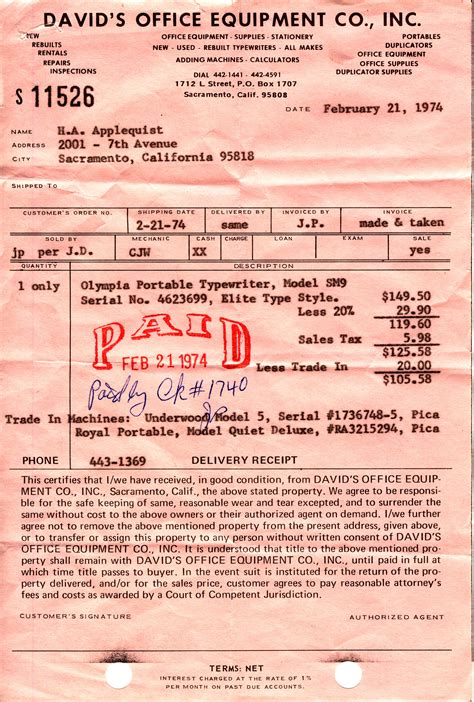 DAVID'S OFFICE EQUIPMENT CO., INC.
NEW
REBUILTS
RENTALS
REPAIRS
INSPECTIONS
OFFICE EQUIPMENT - SUPPLIES - STATIONERY
NEW - USED - REBUILT TYPEWRITERS - ALL MAKES
ADDING MACHINES - CALCULATORS
DIAL 442-1441 - 442-4591
1712 L Street, P.O. Box 1707
Sacramento, Calif. 95808
PORTABLES
DUPLICATORS
OFFICE EQUIPMENT
OFFICE SUPPLIES
DUPLICATOR SUPPLIES
S 11526
DATE February 21, 1974
NAME H.A. Applequist
ADDRESS 2001 - 7th Avenue
CITY Sacramento, California 95818
SHIPPED TO
CUSTOMER'S ORDER NO. SHIPPING DATE DELIVERED BY INVOICED BY INVOICE
2-21-74 same J.P. made & taken
SOLD BY MECHANIC CASH CHARGE LOAN EXAM SALE
jp per J.D. CJW XX yes
QUANTITY DESCRIPTION
1 only Olympia Portable Typewriter, Model SM9
Serial No. 4623699, Elite Type Style. $149.50
Less 20% 29.90
119.60
Sales Tax 5.98
$125.58
Less Trade In 20.00
$105.58
PAID
FEB 21 1974
Paid by Ck #1740
Trade In Machines: Underwood Model 5, Serial #1736748-5, Pica
Royal Portable, Model Quiet Deluxe, #RA3215294, Pica
PHONE 443-1369 DELIVERY RECEIPT
This certifies that I/we have received, in good condition, from DAVID'S OFFICE EQUIP-
MENT CO., INC., Sacramento, Calif., the above stated property. We agree to be responsi-
ble for the safe keeping of same, reasonable wear and tear excepted, and to surrender the
same without cost to the above owners or their authorized agent on demand. I/we further
agree not to remove the above mentioned property from the present address, given above,
or to transfer or assign this property to any person without written consent of DAVID'S
OFFICE EQUIPMENT CO., INC. It is understood that title to the above mentioned pro-
perty shall remain with DAVID'S OFFICE EQUIPMENT CO., INC., until paid in full at
which time title passes to buyer. In the event suit is instituted for the return of the pro-
perty delivered, and/or for the sales price, customer agrees to pay reasonable attorney's
fees and costs as awarded by a Court of Competent Jurisdiction.
CUSTOMER'S SIGNATURE AUTHORIZED AGENT
TERMS: NET
INTEREST CHARGED AT THE RATE OF 1%
PER MONTH ON PAST DUE ACCOUNTS.